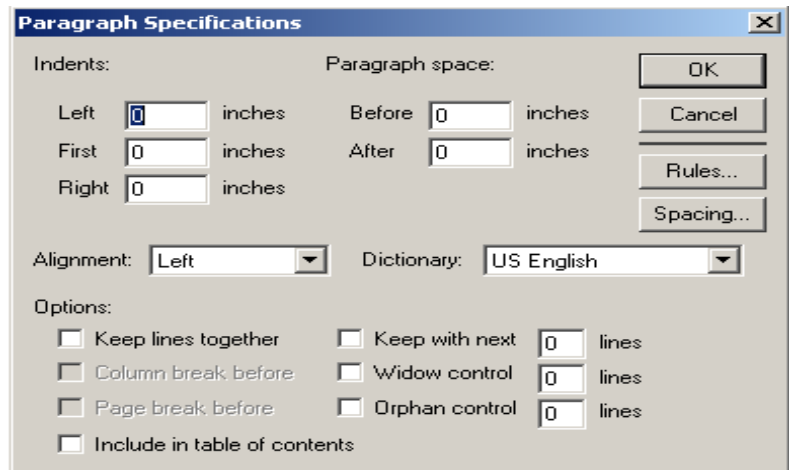 Paragraph Specifications
Indents: Paragraph space: OK
Left 0 inches Before 0 inches Cancel
First 0 inches After 0 inches
Rules...
Right 0 inches
Spacing...
Alignment: Left Dictionary: US English
Options:
Keep lines together Keep with next 0 lines
Column break before Widow control 0 lines
Page break before Orphan control 0 lines
Include in table of contents